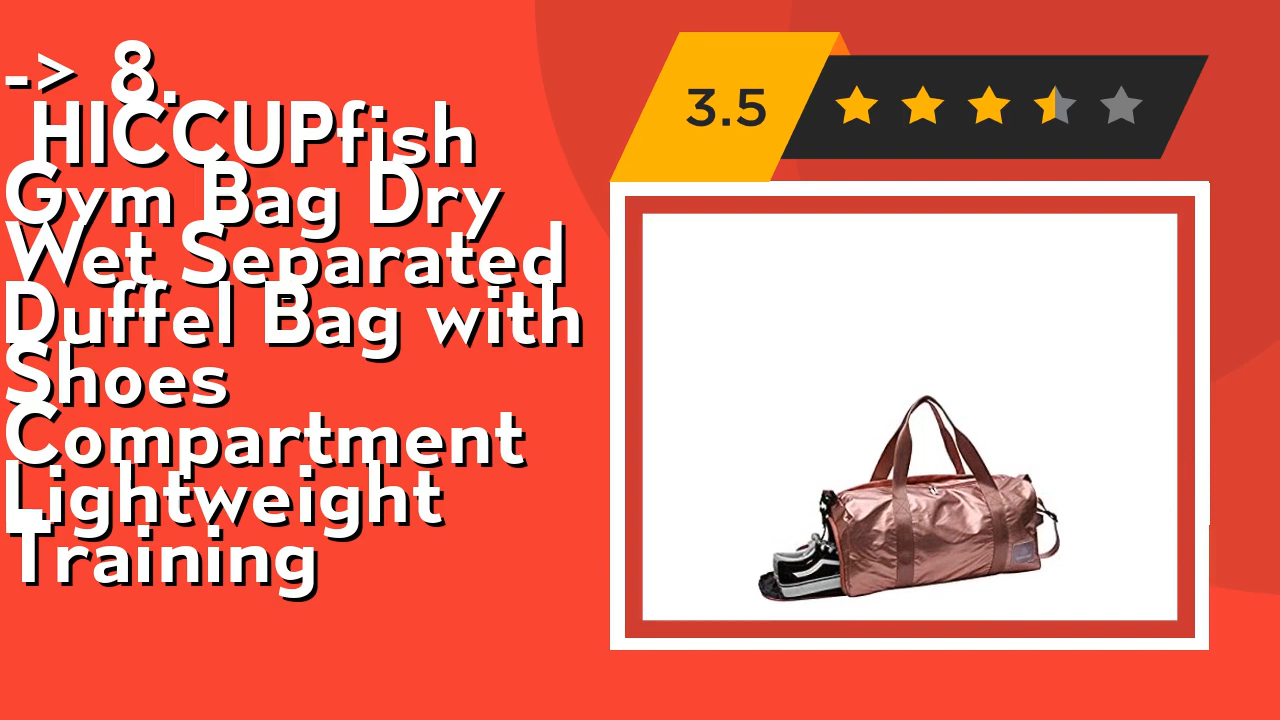 -> 8.
HICCUPfish
Gym Bag Dry
Wet Separated
Duffel Bag with
Shoes
Compartment
Lightweight
Training
3.5